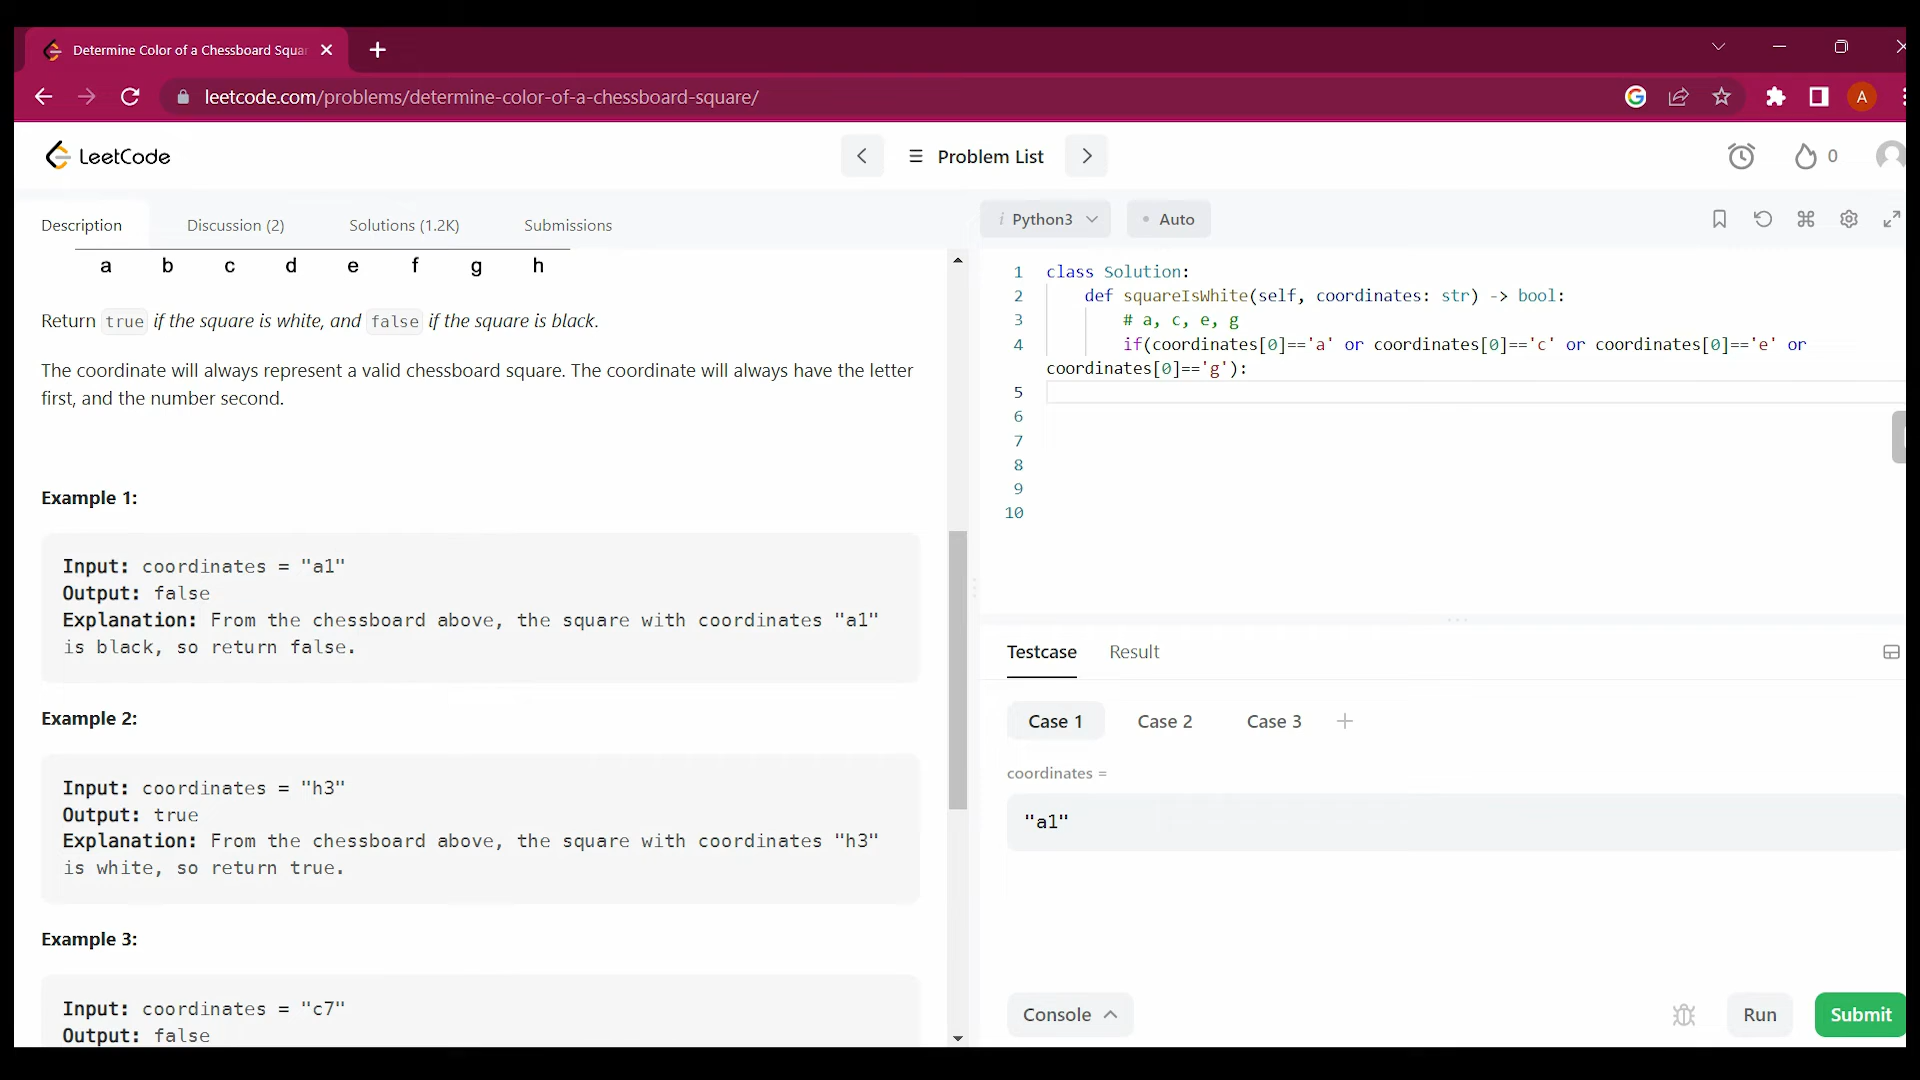 Determine Color of a Chessboard Squa
leetcode.com/problems/determine-color-of-a-chessboard-square/
A
LeetCode
Problem List
0
Description
Discussion (2)
Solutions (1.2K)
Submissions
i Python3
Auto
a b c d e f g h
Return true if the square is white, and false if the square is black.
The coordinate will always represent a valid chessboard square. The coordinate will always have the letter
first, and the number second.
Example 1:
Input: coordinates = "a1"
Output: false
Explanation: From the chessboard above, the square with coordinates "a1"
is black, so return false.
Example 2:
Input: coordinates = "h3"
Output: true
Explanation: From the chessboard above, the square with coordinates "h3"
is white, so return true.
Example 3:
Input: coordinates = "c7"
Output: false
1 class Solution:
2 def squareIsWhite(self, coordinates: str) -> bool:
3 # a, c, e, g
4 if(coordinates[0]=='a' or coordinates[0]=='c' or coordinates[0]=='e' or
coordinates[0]=='g'):
5
6
7
8
9
10
Testcase
Result
Case 1
Case 2
Case 3
coordinates =
"a1"
Console
Run
Submit